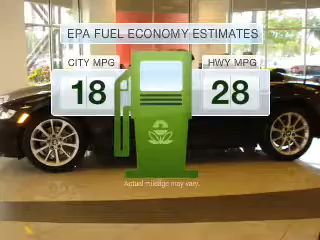 EPA FUEL ECONOMY ESTIMATES
CITY MPG
HWY MPG
18
28
Actual mileage may vary.